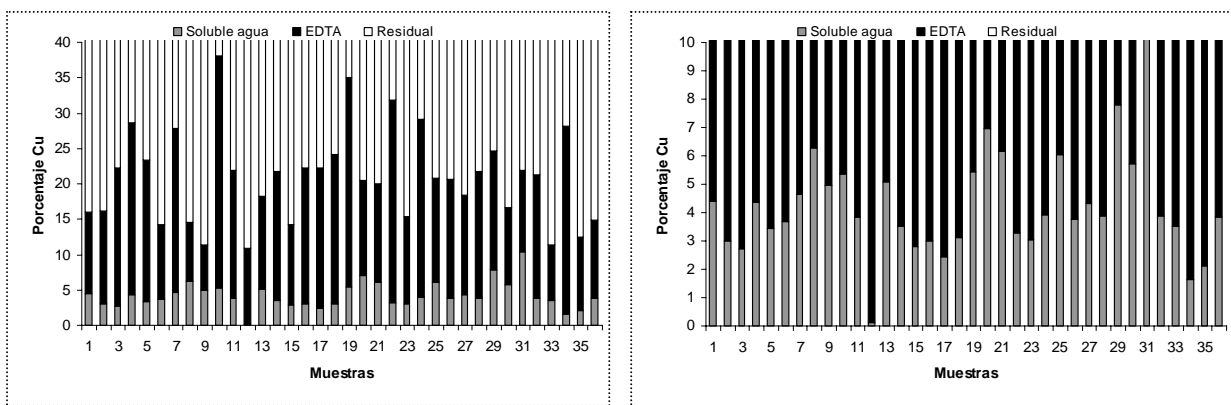 Soluble agua EDTA Residual
Porcentaje Cu
40
35
30
25
20
15
10
5
0
1 3 5 7 9 11 13 15 17 19 21 23 25 27 29 31 33 35
Muestras
Soluble agua EDTA Residual
Porcentaje Cu
10
9
8
7
6
5
4
3
2
1
0
1 3 5 7 9 11 13 15 17 19 21 23 25 27 29 31 33 35
Muestras